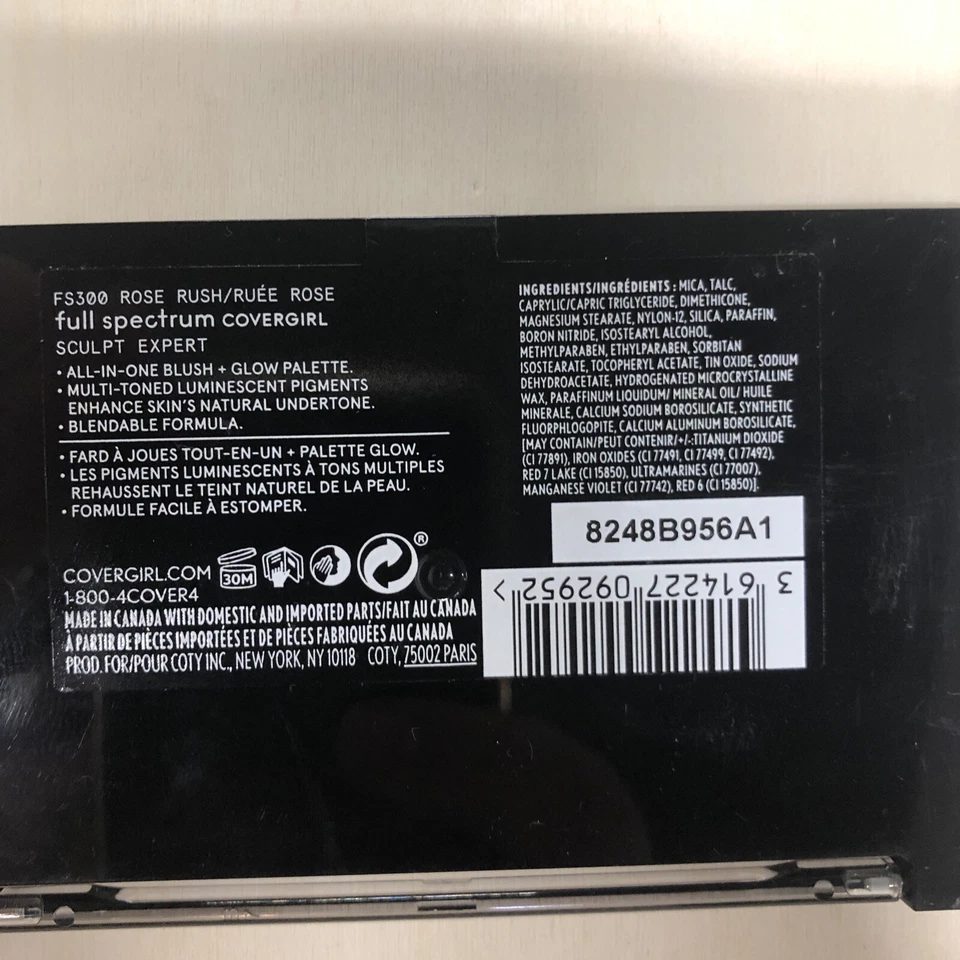 FS300 ROSE RUSH/RUÉE ROSE
full spectrum COVERGIRL
SCULPT EXPERT
• ALL-IN-ONE BLUSH + GLOW PALETTE.
• MULTI-TONED LUMINESCENT PIGMENTS
ENHANCE SKIN'S NATURAL UNDERTONE.
• BLENDABLE FORMULA.
• FARD À JOUES TOUT-EN-UN + PALETTE GLOW.
• LES PIGMENTS LUMINESCENTS À TONS MULTIPLES
REHAUSSENT LE TEINT NATUREL DE LA PEAU.
• FORMULE FACILE À ESTOMPER.
COVERGIRL.COM
1-800-4COVER4
30M
®
MADE IN CANADA WITH DOMESTIC AND IMPORTED PARTS/FAIT AU CANADA
À PARTIR DE PIÈCES IMPORTÉES ET DE PIÈCES FABRIQUÉES AU CANADA
PROD. FOR/POUR COTY INC., NEW YORK, NY 10118 COTY, 75002 PARIS
INGREDIENTS/INGRÉDIENTS : MICA, TALC,
CAPRYLIC/CAPRIC TRIGLYCERIDE, DIMETHICONE,
MAGNESIUM STEARATE, NYLON-12, SILICA, PARAFFIN,
BORON NITRIDE, ISOSTEARYL ALCOHOL,
METHYLPARABEN, ETHYLPARABEN, SORBITAN
ISOSTEARATE, TOCOPHERYL ACETATE, TIN OXIDE, SODIUM
DEHYDROACETATE, HYDROGENATED MICROCRYSTALLINE
WAX, PARAFFINUM LIQUIDUM/ MINERAL OIL/ HUILE
MINERALE, CALCIUM SODIUM BOROSILICATE, SYNTHETIC
FLUORPHLOGOPITE, CALCIUM ALUMINUM BOROSILICATE,
[MAY CONTAIN/PEUT CONTENIR/+/-:TITANIUM DIOXIDE
(CI 77891), IRON OXIDES (CI 77491, CI 77499, CI 77492),
RED 7 LAKE (CI 15850), ULTRAMARINES (CI 77007),
MANGANESE VIOLET (CI 77742), RED 6 (CI 15850)].
8248B956A1
3 614227 092952 >